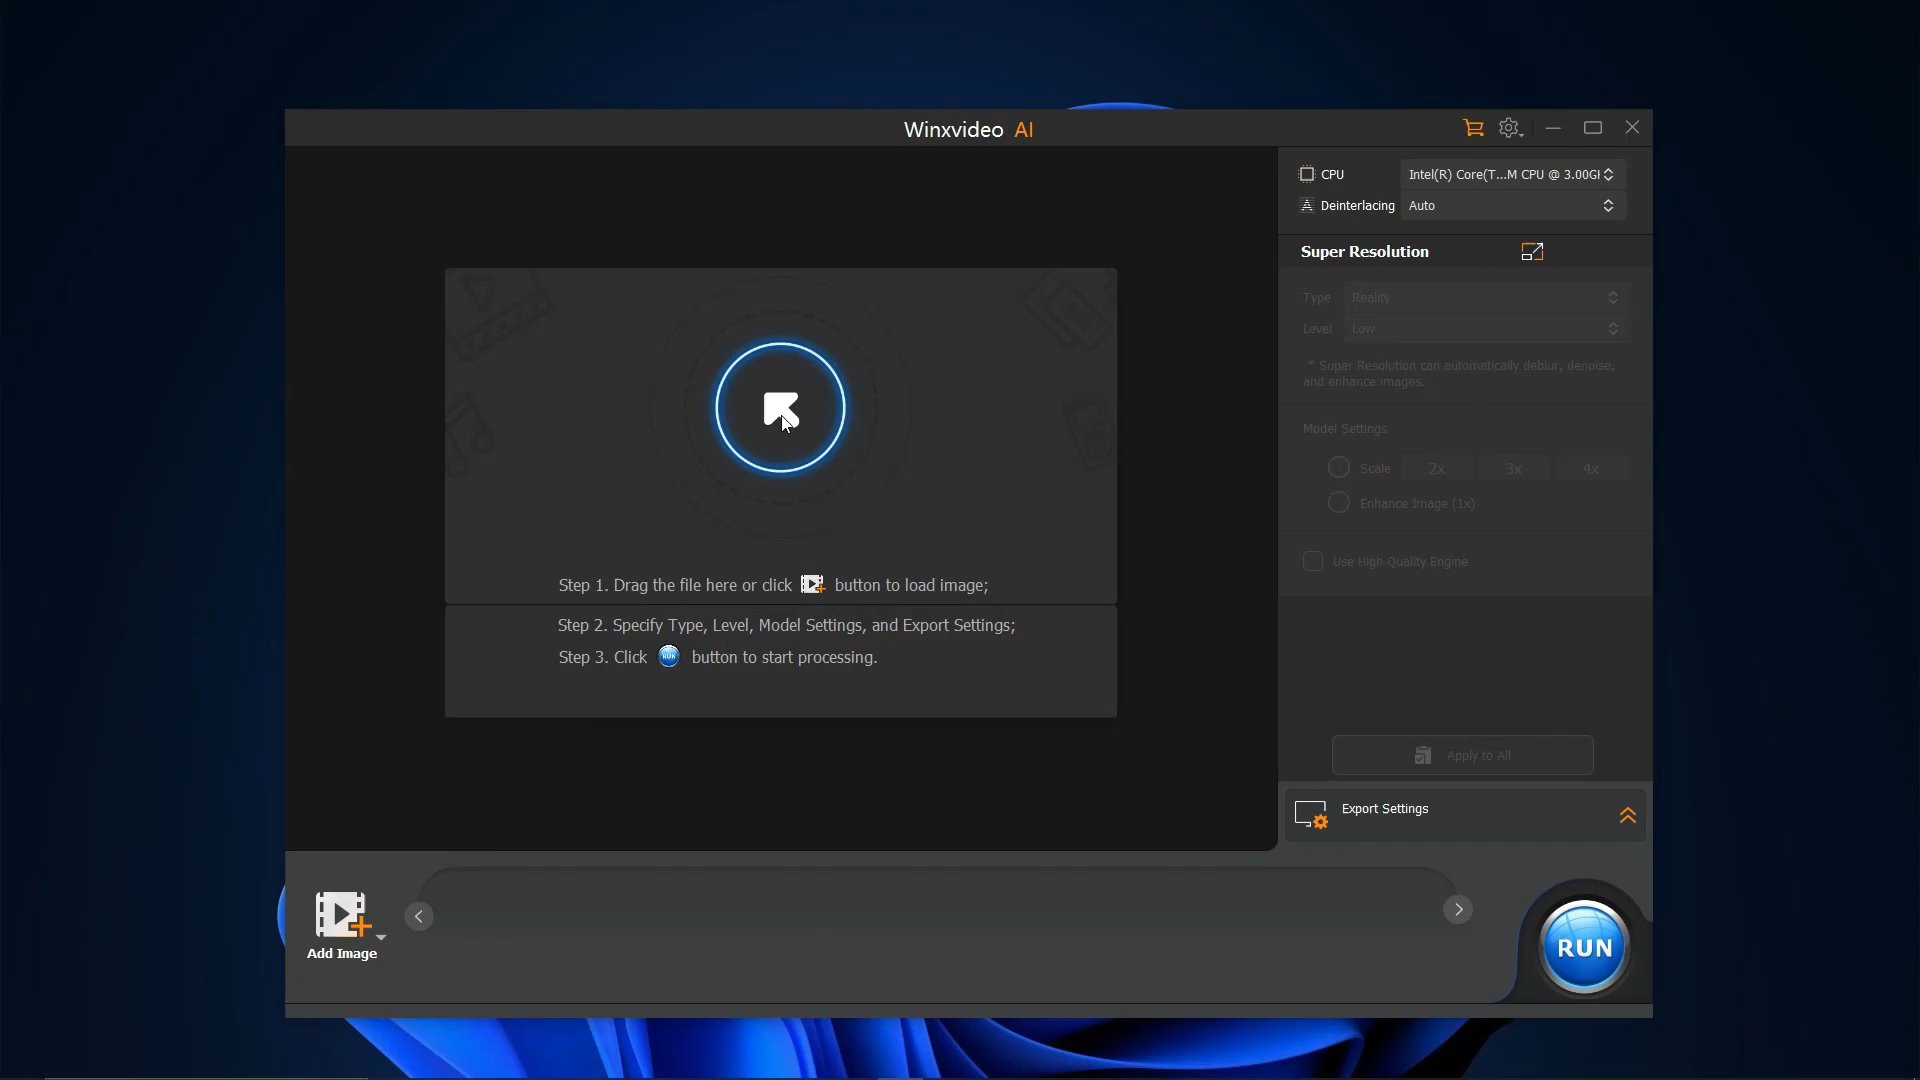 Winxvideo AI
CPU Intel(R) Core(T...M CPU @ 3.00GH
Deinterlacing Auto
Super Resolution
Type Reality
Level Low
* Super Resolution can automatically deblur, denoise,
and enhance images.
Model Settings
Scale 2x 3x 4x
Enhance Image (1x)
Use High Quality Engine
Apply to All
Export Settings
Step 1. Drag the file here or click button to load image;
Step 2. Specify Type, Level, Model Settings, and Export Settings;
Step 3. Click RUN button to start processing.
Add Image
RUN